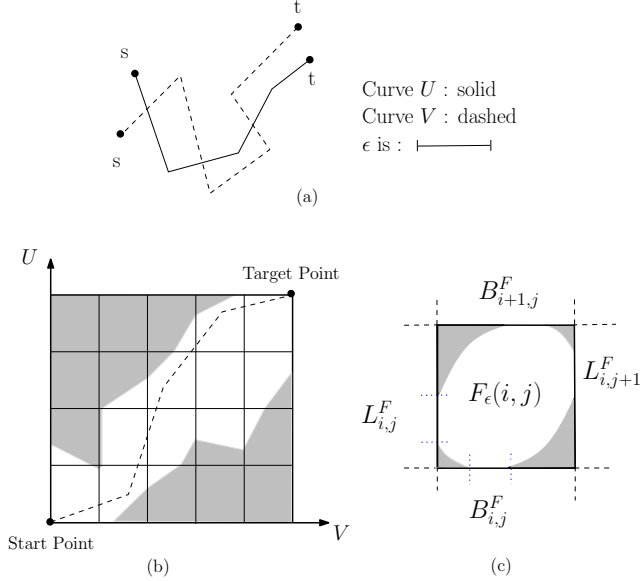 t
s
t
s
Curve U : solid
Curve V : dashed
ϵ is :
(a)
U
Target Point
Start Point
V
(b)
B^F_{i+1,j}
L^F_{i,j+1}
F_ϵ(i, j)
L^F_{i,j}
B^F_{i,j}
(c)